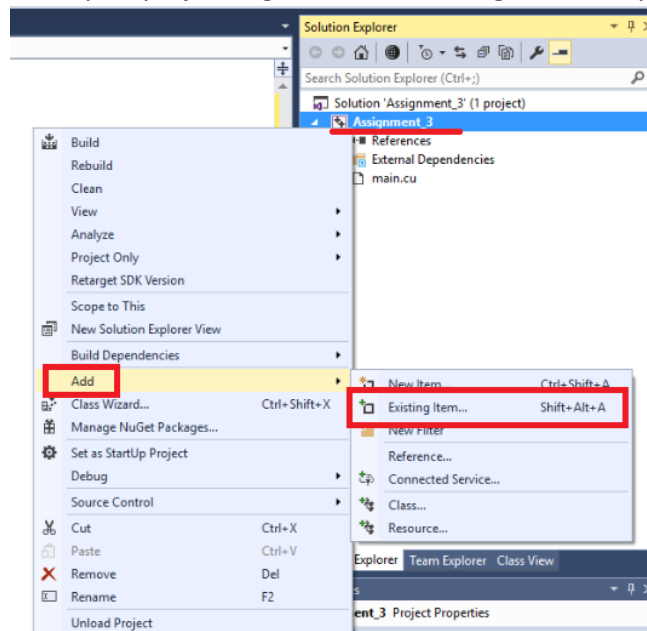 Solution Explorer
Search Solution Explorer (Ctrl+;)
Solution 'Assignment_3' (1 project)
Assignment_3
References
External Dependencies
main.cu
Build
Rebuild
Clean
View
Analyze
Project Only
Retarget SDK Version
Scope to This
New Solution Explorer View
Build Dependencies
Add
Class Wizard... Ctrl+Shift+X
Manage NuGet Packages...
Set as StartUp Project
Debug
Source Control
Cut Ctrl+X
Paste Ctrl+V
Remove Del
Rename F2
Unload Project
New Item... Ctrl+Shift+A
Existing Item... Shift+Alt+A
New Filter
Reference...
Connected Service...
Class...
Resource...
Explorer Team Explorer Class View
ent_3 Project Properties